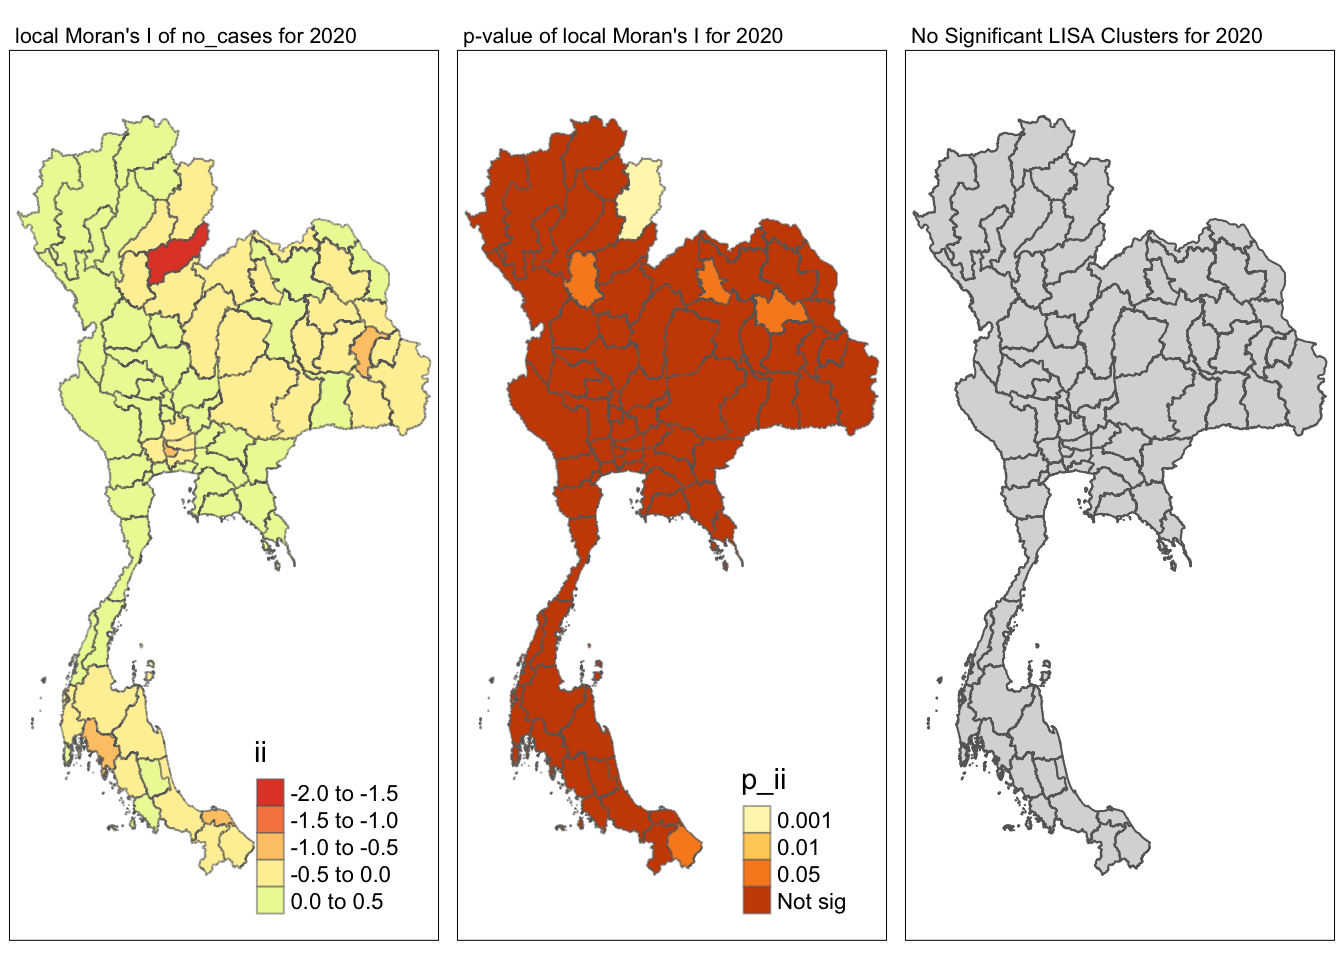 local Moran's I of no_cases for 2020
p-value of local Moran's I for 2020
No Significant LISA Clusters for 2020
ii
-2.0 to -1.5
-1.5 to -1.0
-1.0 to -0.5
-0.5 to 0.0
0.0 to 0.5
p_ii
0.001
0.01
0.05
Not sig